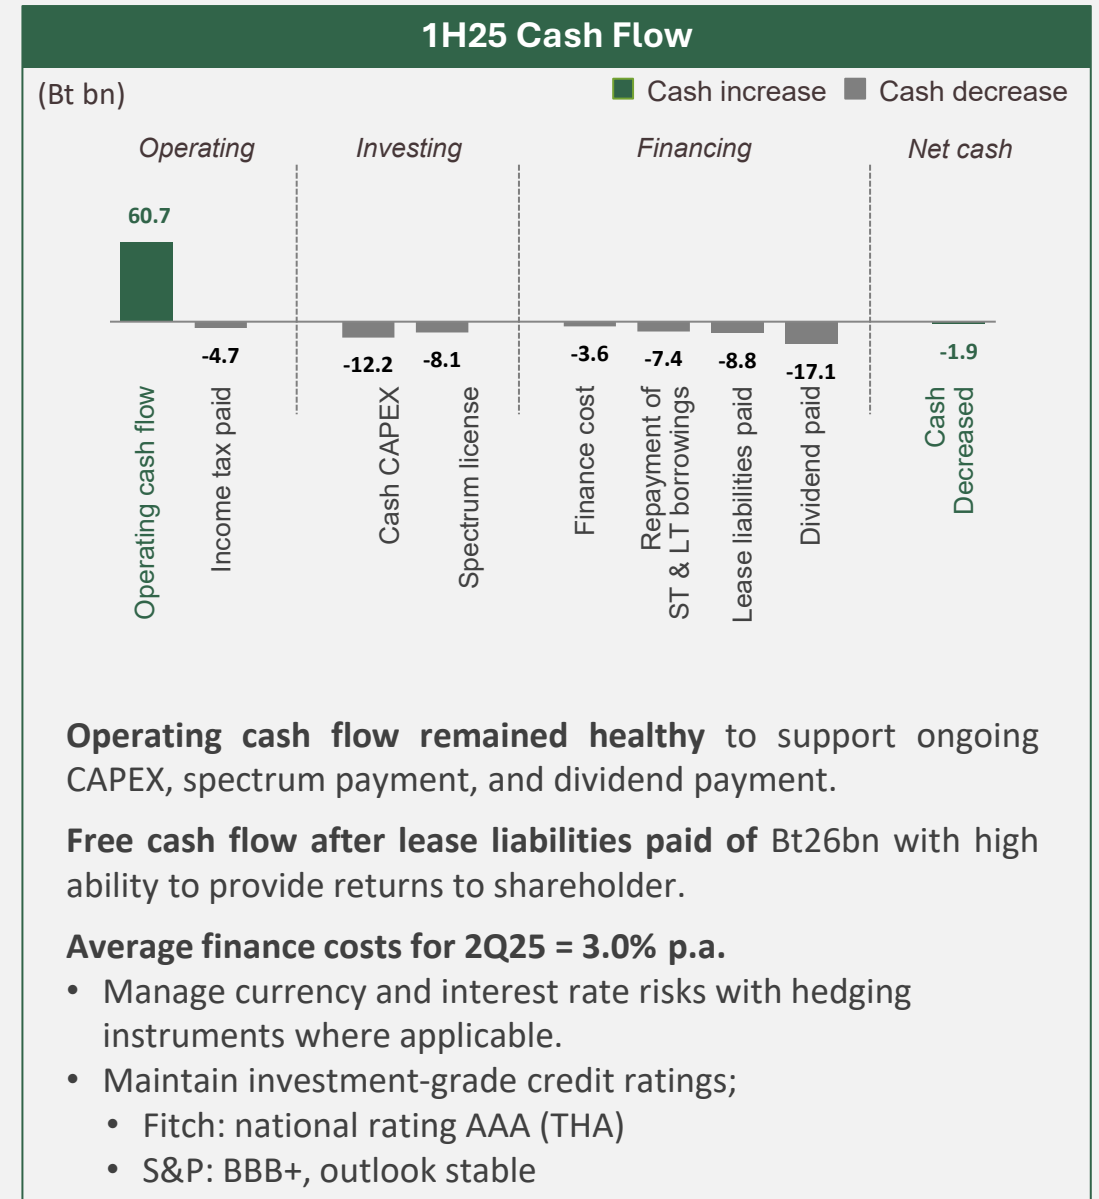 1H25 Cash Flow
(Bt bn)
Cash increase
Cash decrease
Operating
Investing
Financing
Net cash
60.7
-4.7
-12.2
-8.1
-3.6
-7.4
-8.8
-17.1
-1.9
Operating cash flow
Income tax paid
Cash CAPEX
Spectrum license
Finance cost
Repayment of
ST & LT borrowings
Lease liabilities paid
Dividend paid
Cash
Decreased
Operating cash flow remained healthy to support ongoing
CAPEX, spectrum payment, and dividend payment.
Free cash flow after lease liabilities paid of Bt26bn with high
ability to provide returns to shareholder.
Average finance costs for 2Q25 = 3.0% p.a.
• Manage currency and interest rate risks with hedging
instruments where applicable.
• Maintain investment-grade credit ratings;
• Fitch: national rating AAA (THA)
• S&P: BBB+, outlook stable